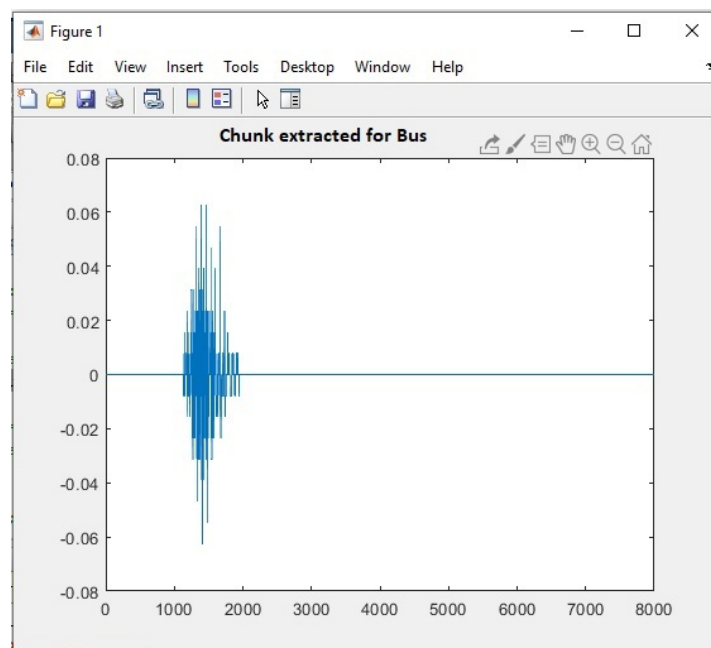 Figure 1
File Edit View Insert Tools Desktop Window Help
Chunk extracted for Bus
0.08
0.06
0.04
0.02
0
-0.02
-0.04
-0.06
-0.08
0 1000 2000 3000 4000 5000 6000 7000 8000